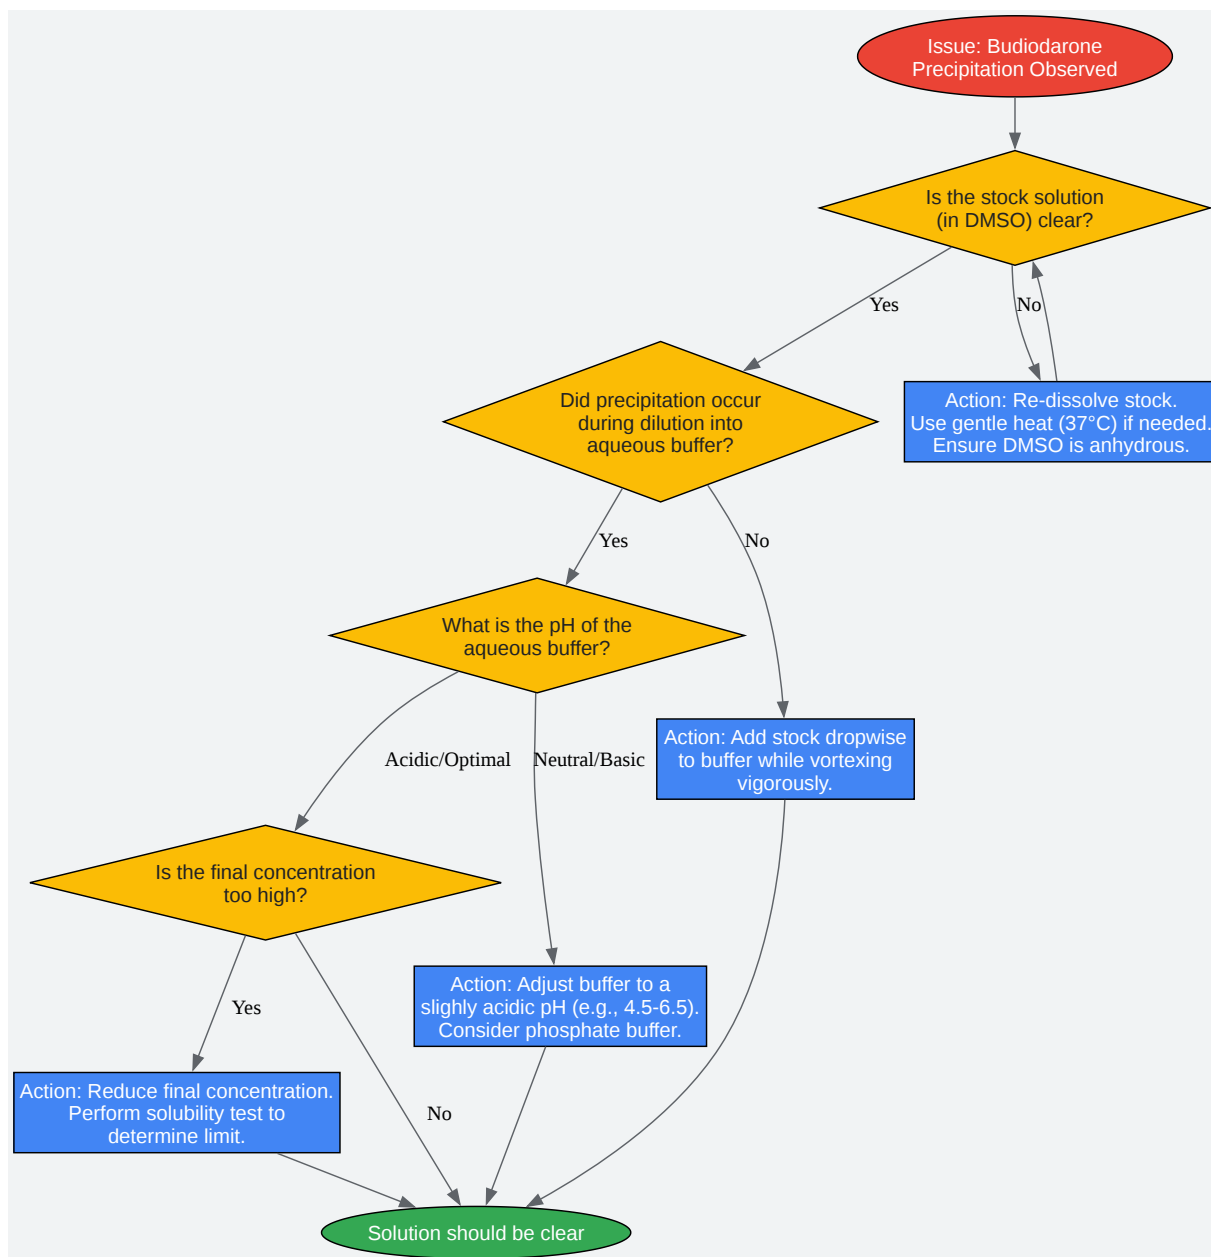 Issue: Budiodarone
Precipitation Observed
Is the stock solution
(in DMSO) clear?
Yes
No
Action: Re-dissolve stock.
Use gentle heat (37°C) if needed.
Ensure DMSO is anhydrous.
Did precipitation occur
during dilution into
aqueous buffer?
Yes
No
What is the pH of the
aqueous buffer?
Acidic/Optimal
Neutral/Basic
Action: Add stock dropwise
to buffer while vortexing
vigorously.
Is the final concentration
too high?
Yes
No
Action: Adjust buffer to a
slighly acidic pH (e.g., 4.5-6.5).
Consider phosphate buffer.
Action: Reduce final concentration.
Perform solubility test to
determine limit.
Solution should be clear